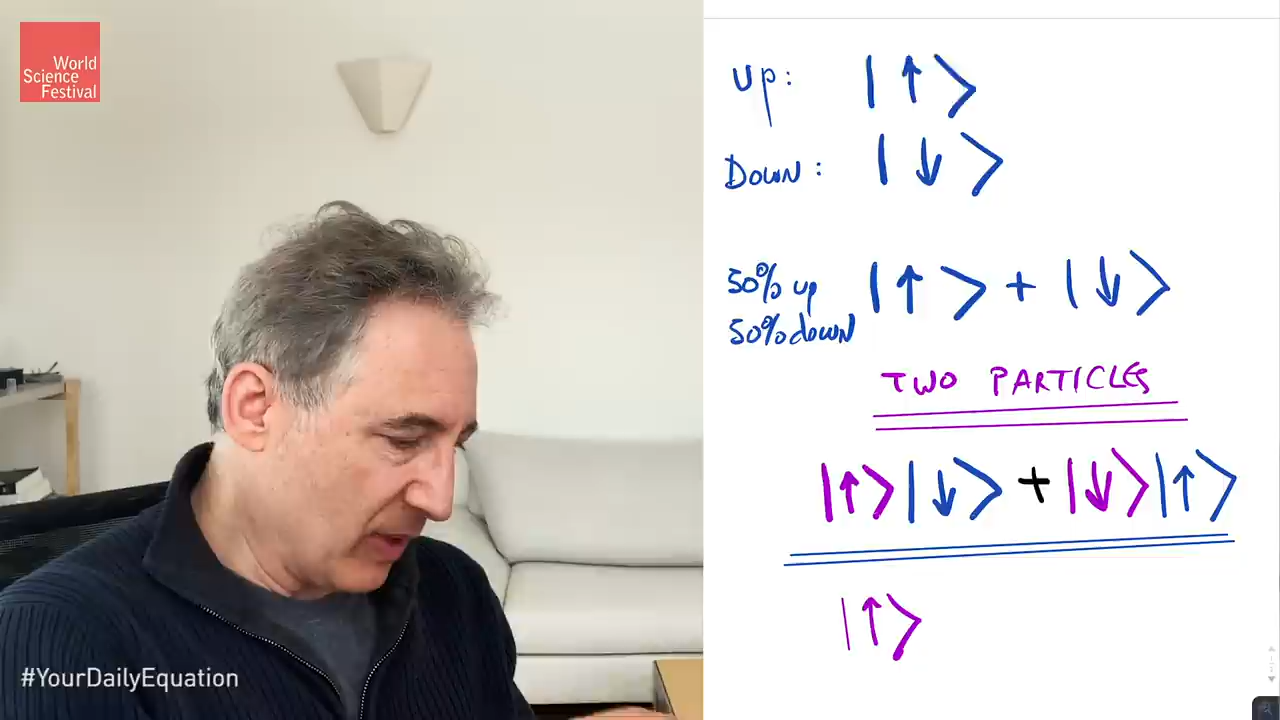 World
Science
Festival
#YourDailyEquation
up: |↑>
Down: |↓>
50% up |↑> + |↓>
50% down
TWO PARTICLES
|↑>|↓> + |↓>|↑>
|↑>